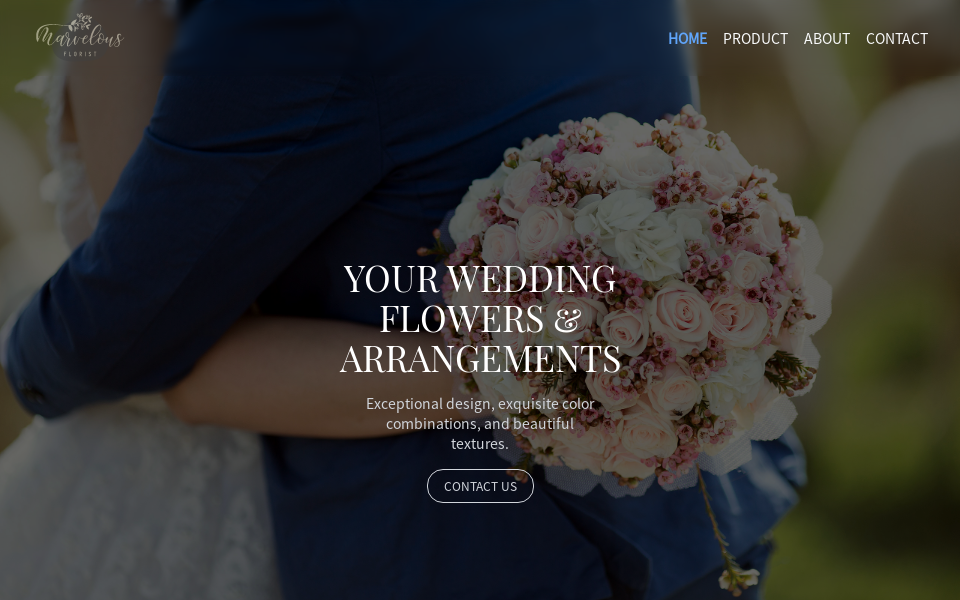 Marvelous
FLORIST
HOME PRODUCT ABOUT CONTACT
YOUR WEDDING
FLOWERS &
ARRANGEMENTS
Exceptional design, exquisite color
combinations, and beautiful
textures.
CONTACT US